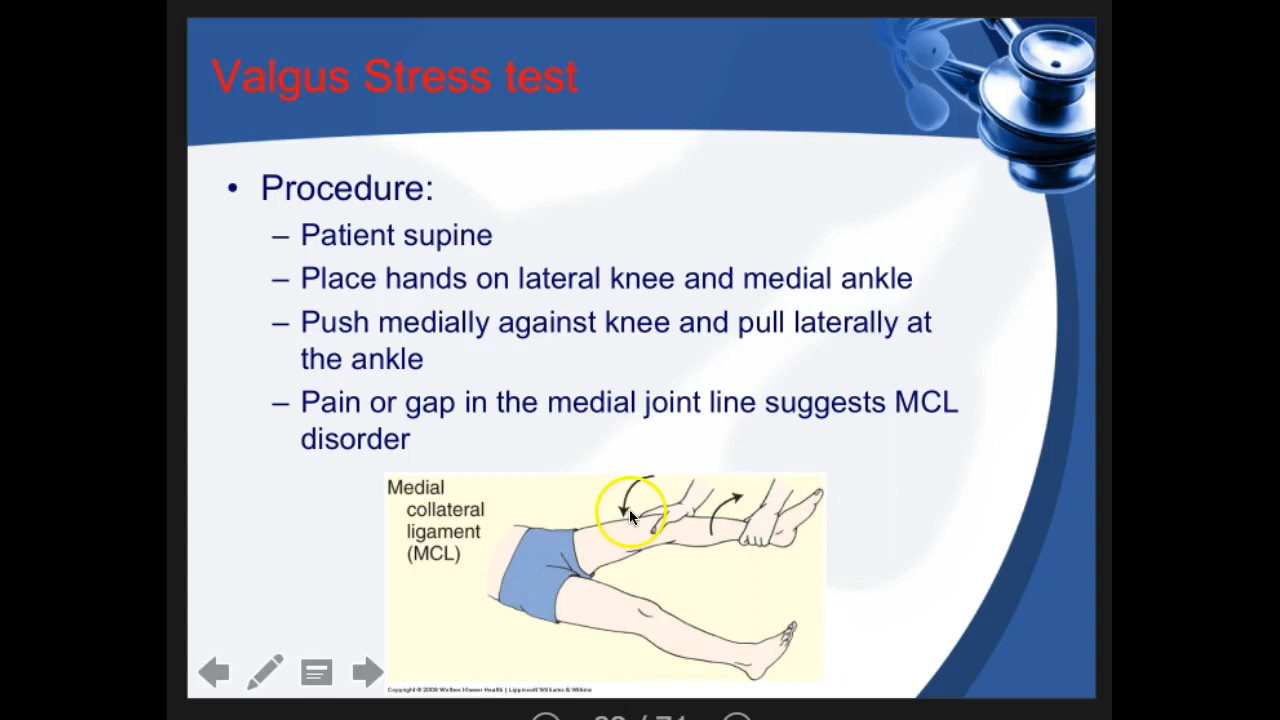 Valgus Stress test
• Procedure:
– Patient supine
– Place hands on lateral knee and medial ankle
– Push medially against knee and pull laterally at
the ankle
– Pain or gap in the medial joint line suggests MCL
disorder
Medial
collateral
ligament
(MCL)
Copyright © 2009 Wolters Kluwer Health | Lippincott Williams & Wilkins